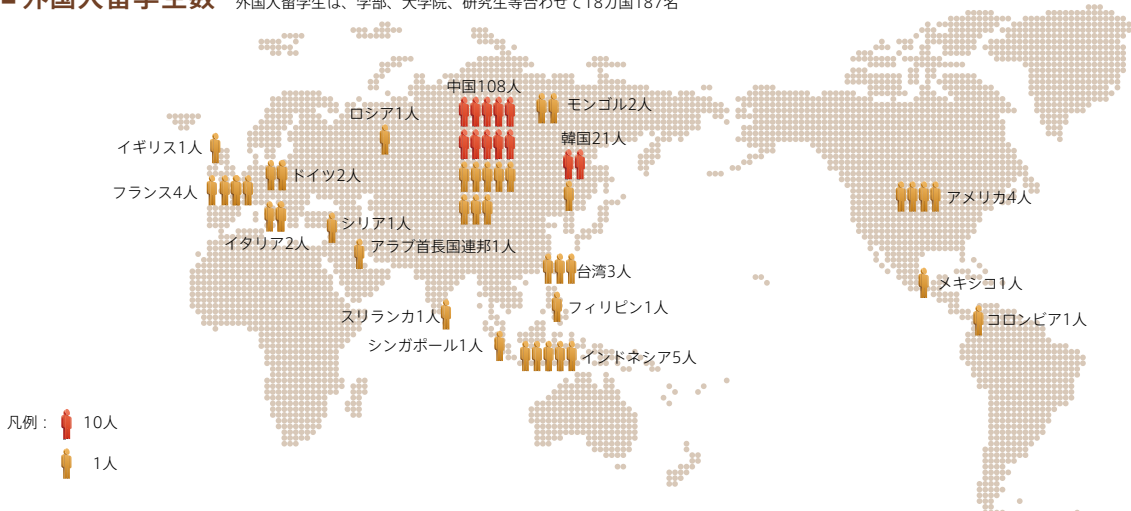 ■ 外国人留学生数 外国人留学生は、学部、大学院、研究生等合わせて18カ国187名
中国108人
モンゴル2人
ロシア1人
韓国21人
イギリス1人
ドイツ2人
フランス4人
アメリカ4人
シリア1人
イタリア2人
アラブ首長国連邦1人
台湾3人
メキシコ1人
フィリピン1人
スリランカ1人
コロンビア1人
シンガポール1人
インドネシア5人
凡例： 10人
1人